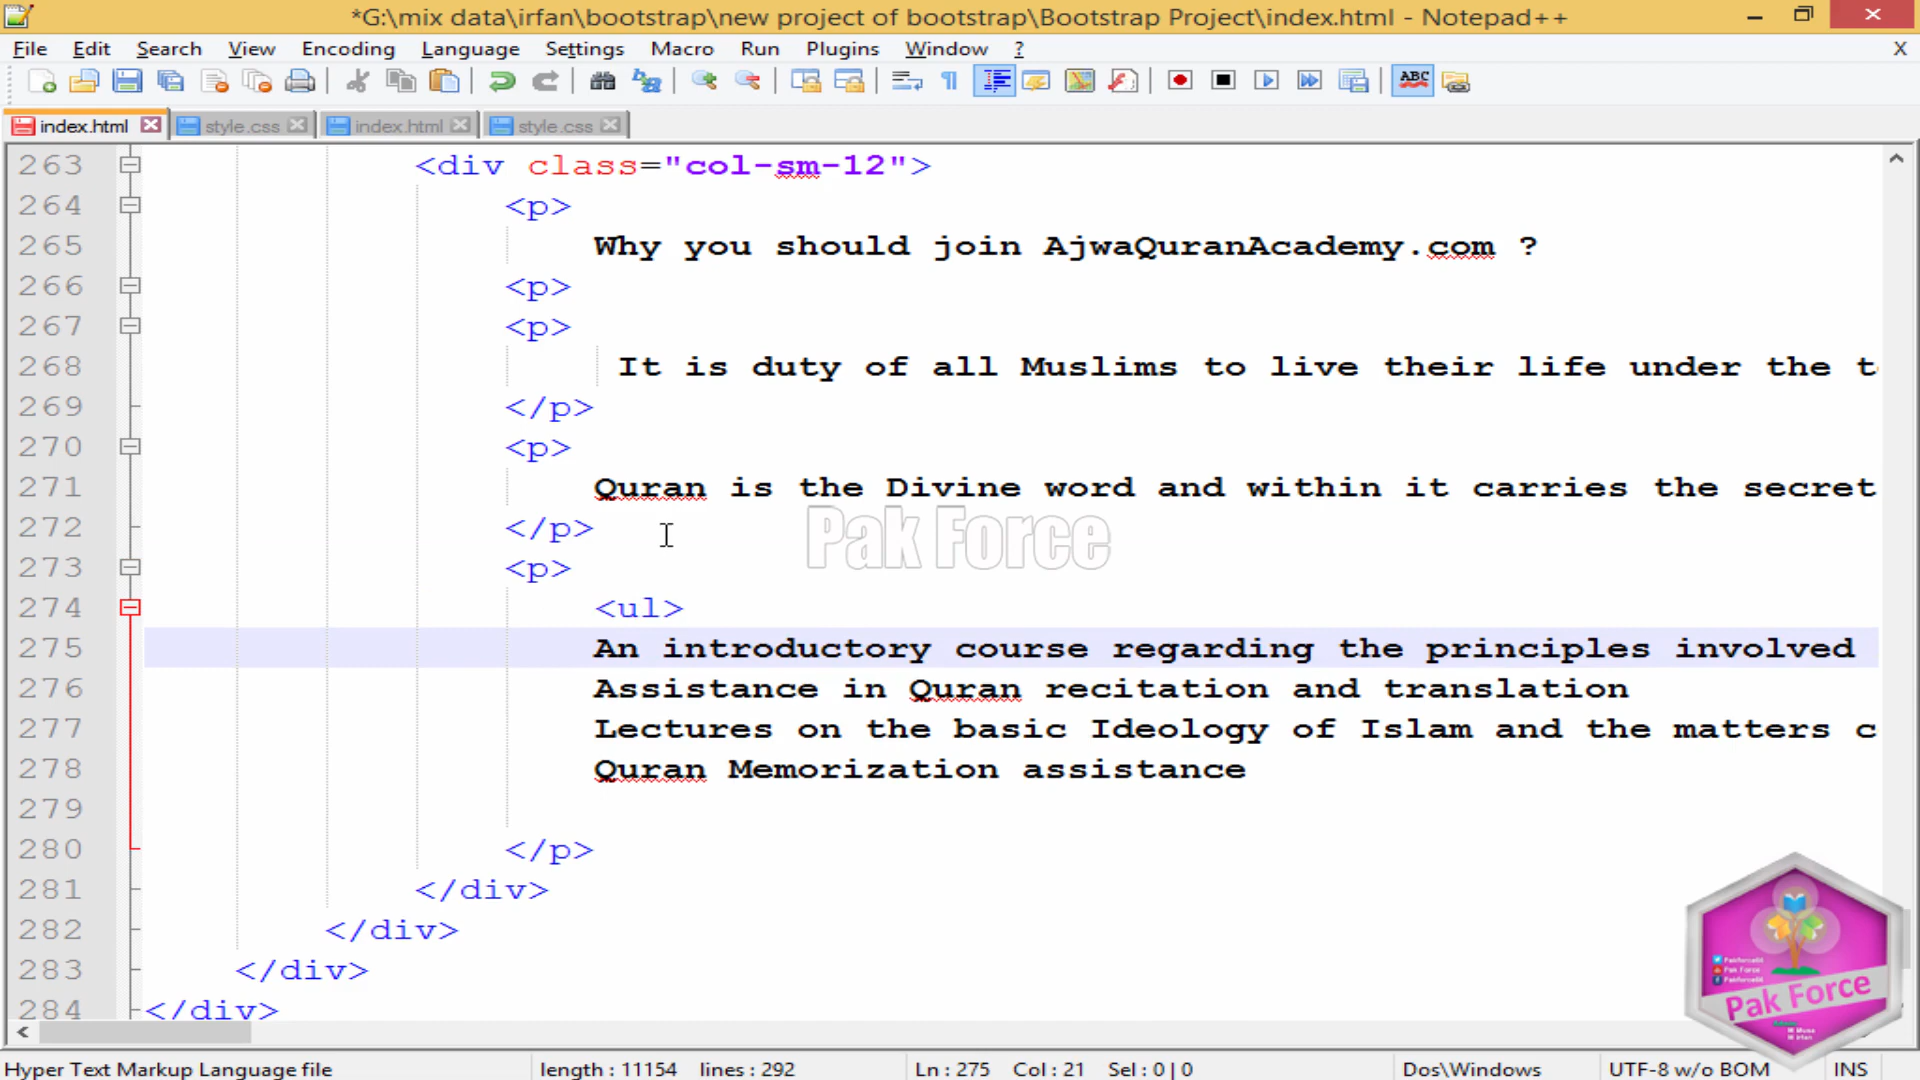 *G:\mix data\irfan\bootstrap\new project of bootstrap\Bootstrap Project\index.html - Notepad++
File Edit Search View Encoding Language Settings Macro Run Plugins Window ? X
ABC
index.html style.css index.html style.css
263 <div class="col-sm-12">
264 <p>
265 Why you should join AjwaQuranAcademy.com ?
266 <p>
267 <p>
268 It is duty of all Muslims to live their life under the t
269 </p>
270 <p>
271 Quran is the Divine word and within it carries the secret
272 </p>
Pak Force
273 <p>
274 <ul>
275 An introductory course regarding the principles involved
276 Assistance in Quran recitation and translation
277 Lectures on the basic Ideology of Islam and the matters c
278 Quran Memorization assistance
279
280 </p>
281 </div>
282 </div>
283 </div>
284 </div>
Pak Force
Hyper Text Markup Language file length : 11154 lines : 292 Ln : 275 Col : 21 Sel : 0 | 0 Dos\Windows UTF-8 w/o BOM INS